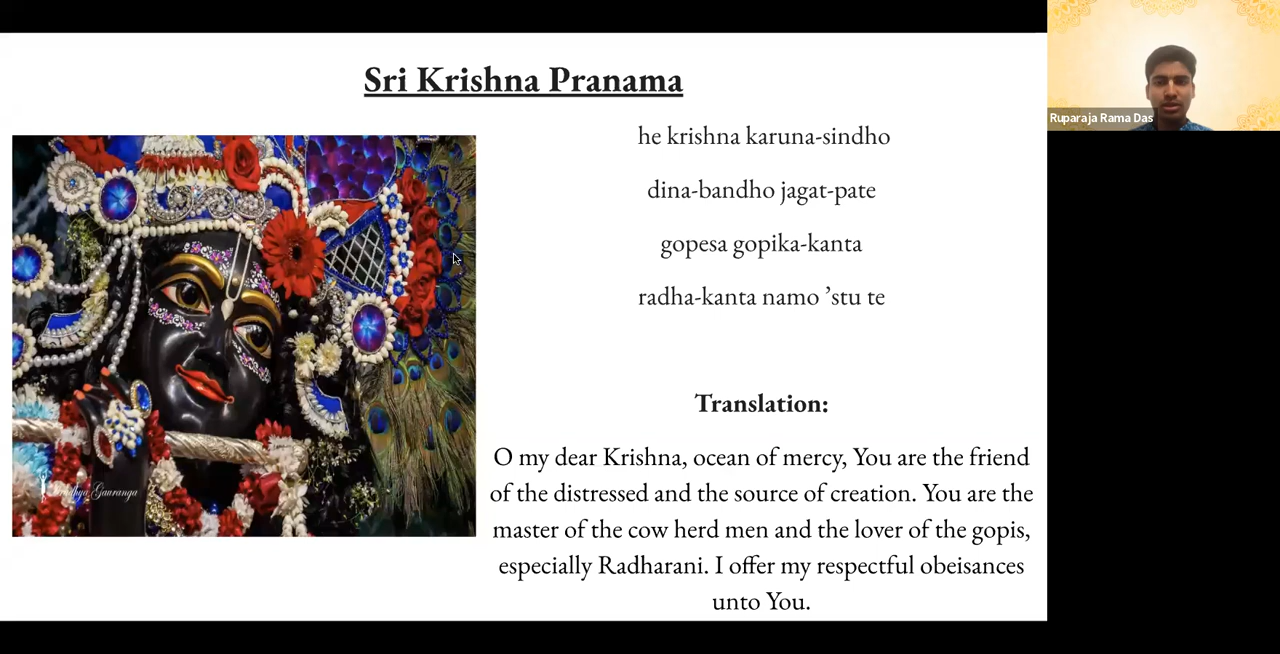 Sri Krishna Pranama
he krishna karuna-sindho
dina-bandho jagat-pate
gopesa gopika-kanta
radha-kanta namo ’stu te
Translation:
O my dear Krishna, ocean of mercy, You are the friend
of the distressed and the source of creation. You are the
master of the cow herd men and the lover of the gopis,
especially Radharani. I offer my respectful obeisances
unto You.
Ruparaja Rama Das
Gauranga